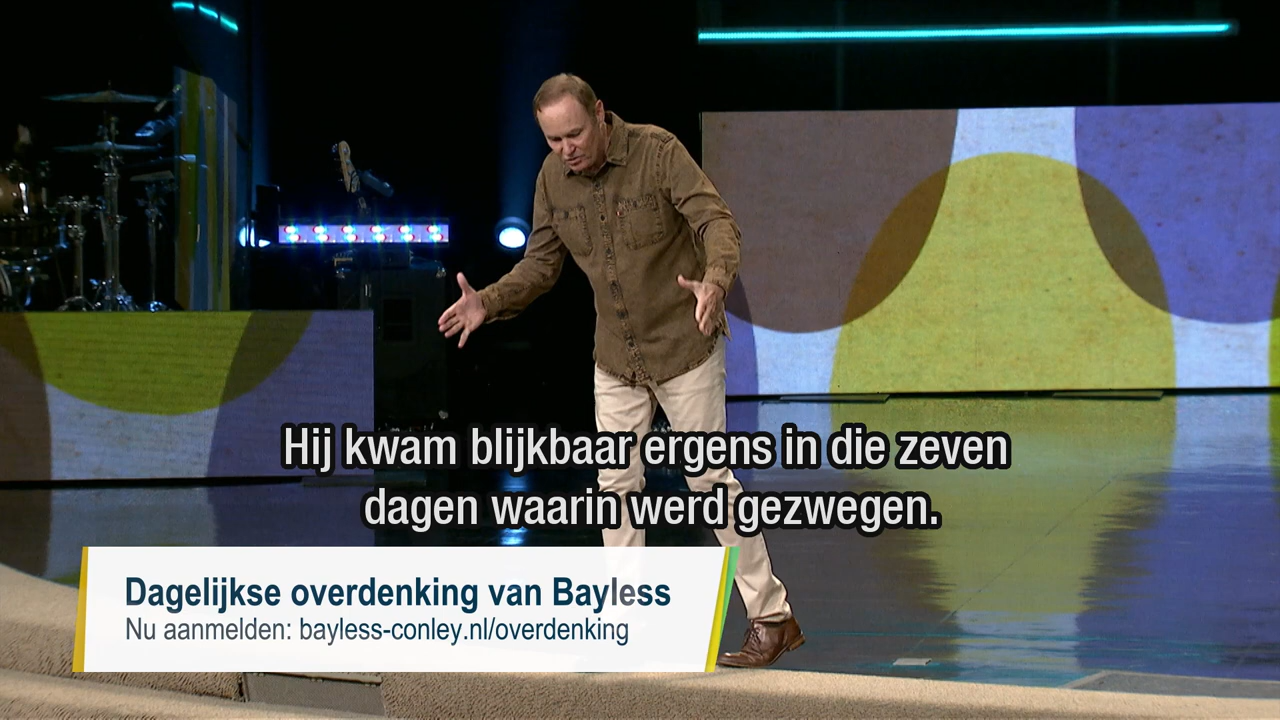 Hij kwam blijkbaar ergens in die zeven
dagen waarin werd gezwegen.
Dagelijkse overdenking van Bayless
Nu aanmelden: bayless-conley.nl/overdenking